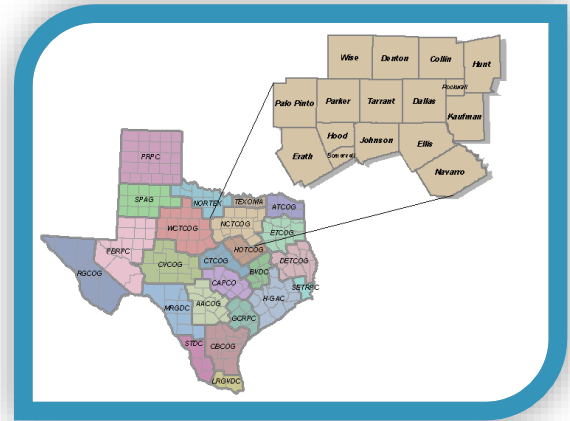 Wise Denton Collin Hunt
Rockwall
Palo Pinto Parker Tarrant Dallas Kaufman
Hood Johnson Ellis
Erath Somervell Navarro
PRPC
SPAG NORTEX TEXOMA ATCOG
WCTCOG NCTCOG ETCOG
PBRPC HOTCOG
RGCOG CVCOG CTCOG BVDC DETCOG
CAPCO SETRPC
MRGDC AACOG H-GAC
GCRPC
STDC CBCOG
LRGVDC